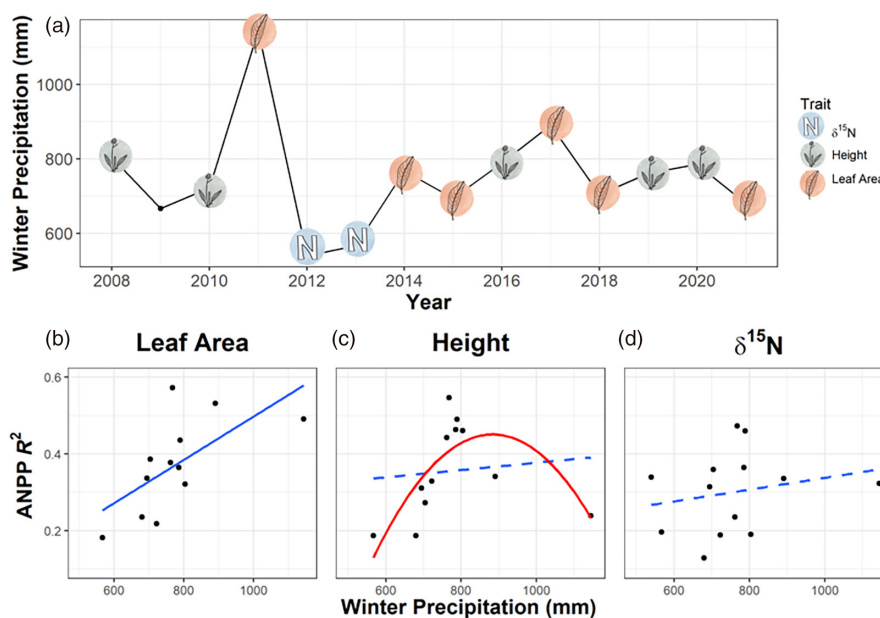 (a)
Winter Precipitation (mm)
1000
800
600
N
N
2008
2010
2012
2014
2016
2018
2020
Year
Trait
N
δ¹⁵N
Height
Leaf Area
(b)
Leaf Area
(c)
Height
(d)
δ¹⁵N
ANPP R²
0.6
0.4
0.2
600
800
1000
600
800
1000
600
800
1000
Winter Precipitation (mm)